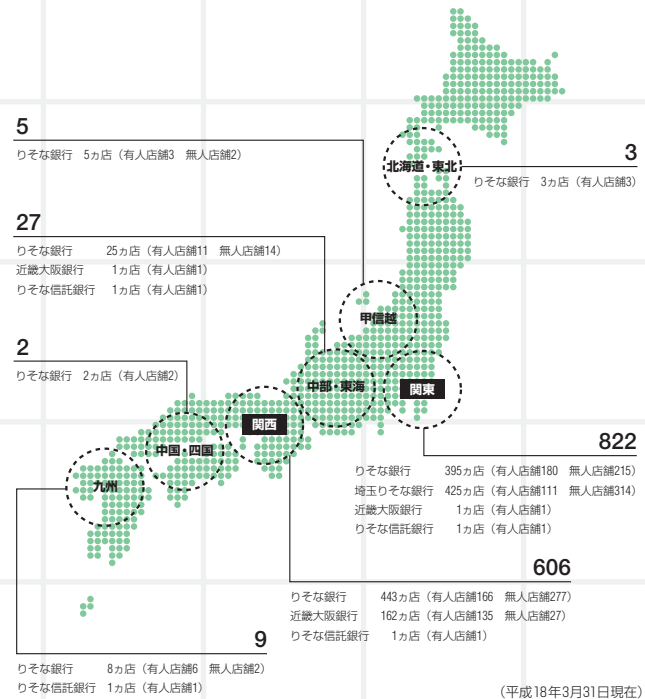 5
りそな銀行 5ヵ店（有人店舗3 無人店舗2）
北海道・東北
3
りそな銀行 3ヵ店（有人店舗3）
27
りそな銀行 25ヵ店（有人店舗11 無人店舗14）
近畿大阪銀行 1ヵ店（有人店舗1）
りそな信託銀行 1ヵ店（有人店舗1）
甲信越
2
りそな銀行 2ヵ店（有人店舗2）
中部・東海
関東
関西
中国・四国
九州
822
りそな銀行 395ヵ店（有人店舗180 無人店舗215）
埼玉りそな銀行 425ヵ店（有人店舗111 無人店舗314）
近畿大阪銀行 1ヵ店（有人店舗1）
りそな信託銀行 1ヵ店（有人店舗1）
606
りそな銀行 443ヵ店（有人店舗166 無人店舗277）
近畿大阪銀行 162ヵ店（有人店舗135 無人店舗27）
りそな信託銀行 1ヵ店（有人店舗1）
9
りそな銀行 8ヵ店（有人店舗6 無人店舗2）
りそな信託銀行 1ヵ店（有人店舗1）
（平成18年3月31日現在）